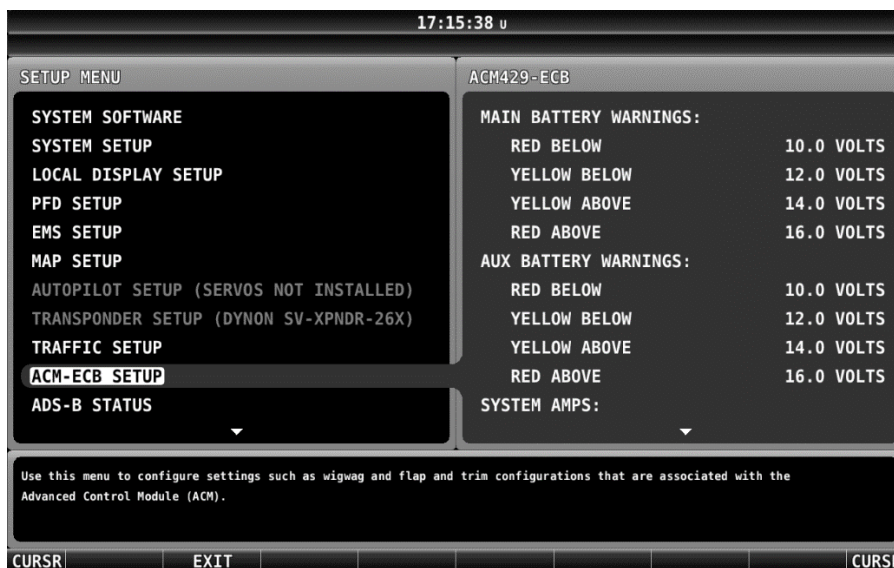 17:15:38 U
SETUP MENU
SYSTEM SOFTWARE
SYSTEM SETUP
LOCAL DISPLAY SETUP
PFD SETUP
EMS SETUP
MAP SETUP
AUTOPILOT SETUP (SERVOS NOT INSTALLED)
TRANSPONDER SETUP (DYNON SV-XPNDR-26X)
TRAFFIC SETUP
ACM-ECB SETUP
ADS-B STATUS
ACM429-ECB
MAIN BATTERY WARNINGS:
RED BELOW 10.0 VOLTS
YELLOW BELOW 12.0 VOLTS
YELLOW ABOVE 14.0 VOLTS
RED ABOVE 16.0 VOLTS
AUX BATTERY WARNINGS:
RED BELOW 10.0 VOLTS
YELLOW BELOW 12.0 VOLTS
YELLOW ABOVE 14.0 VOLTS
RED ABOVE 16.0 VOLTS
SYSTEM AMPS:
Use this menu to configure settings such as wigwag and flap and trim configurations that are associated with the
Advanced Control Module (ACM).
CURSR EXIT CURS